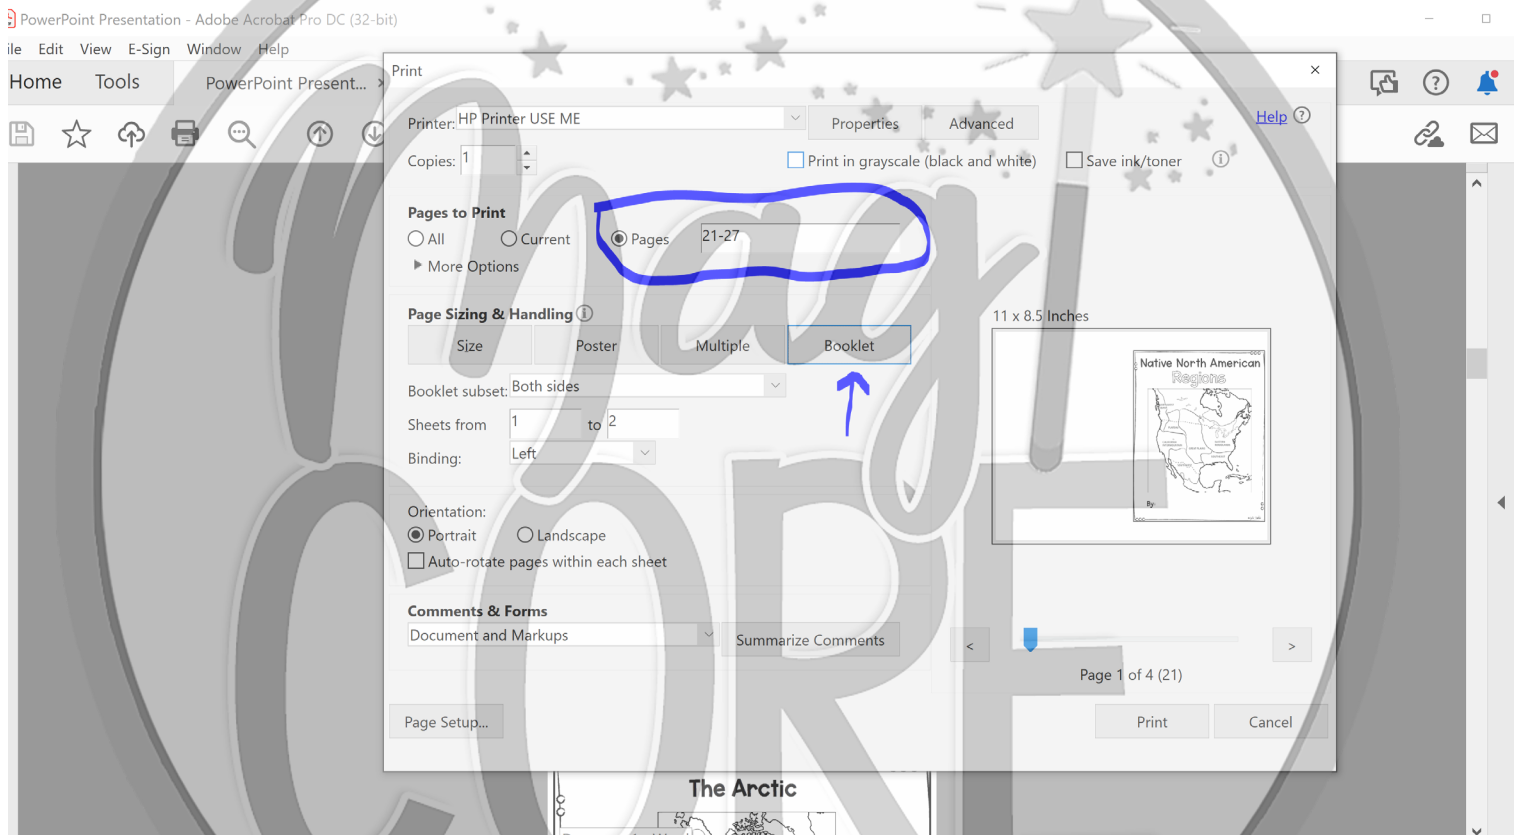 PowerPoint Presentation - Adobe Acrobat Pro DC (32-bit)
ile Edit View E-Sign Window Help
Home Tools PowerPoint Present... ×
Print
Printer: HP Printer USE ME Properties Advanced Help
Copies: 1 Print in grayscale (black and white) Save ink/toner
Pages to Print
All Current Pages 21-27
More Options
Page Sizing & Handling
Size Poster Multiple Booklet
Booklet subset: Both sides
Sheets from 1 to 2
Binding: Left
Orientation:
Portrait Landscape
Auto-rotate pages within each sheet
Comments & Forms
Document and Markups Summarize Comments
11 x 8.5 Inches
Native North American
Regions
By:
< >
Page 1 of 4 (21)
Page Setup... Print Cancel
The Arctic
CORE